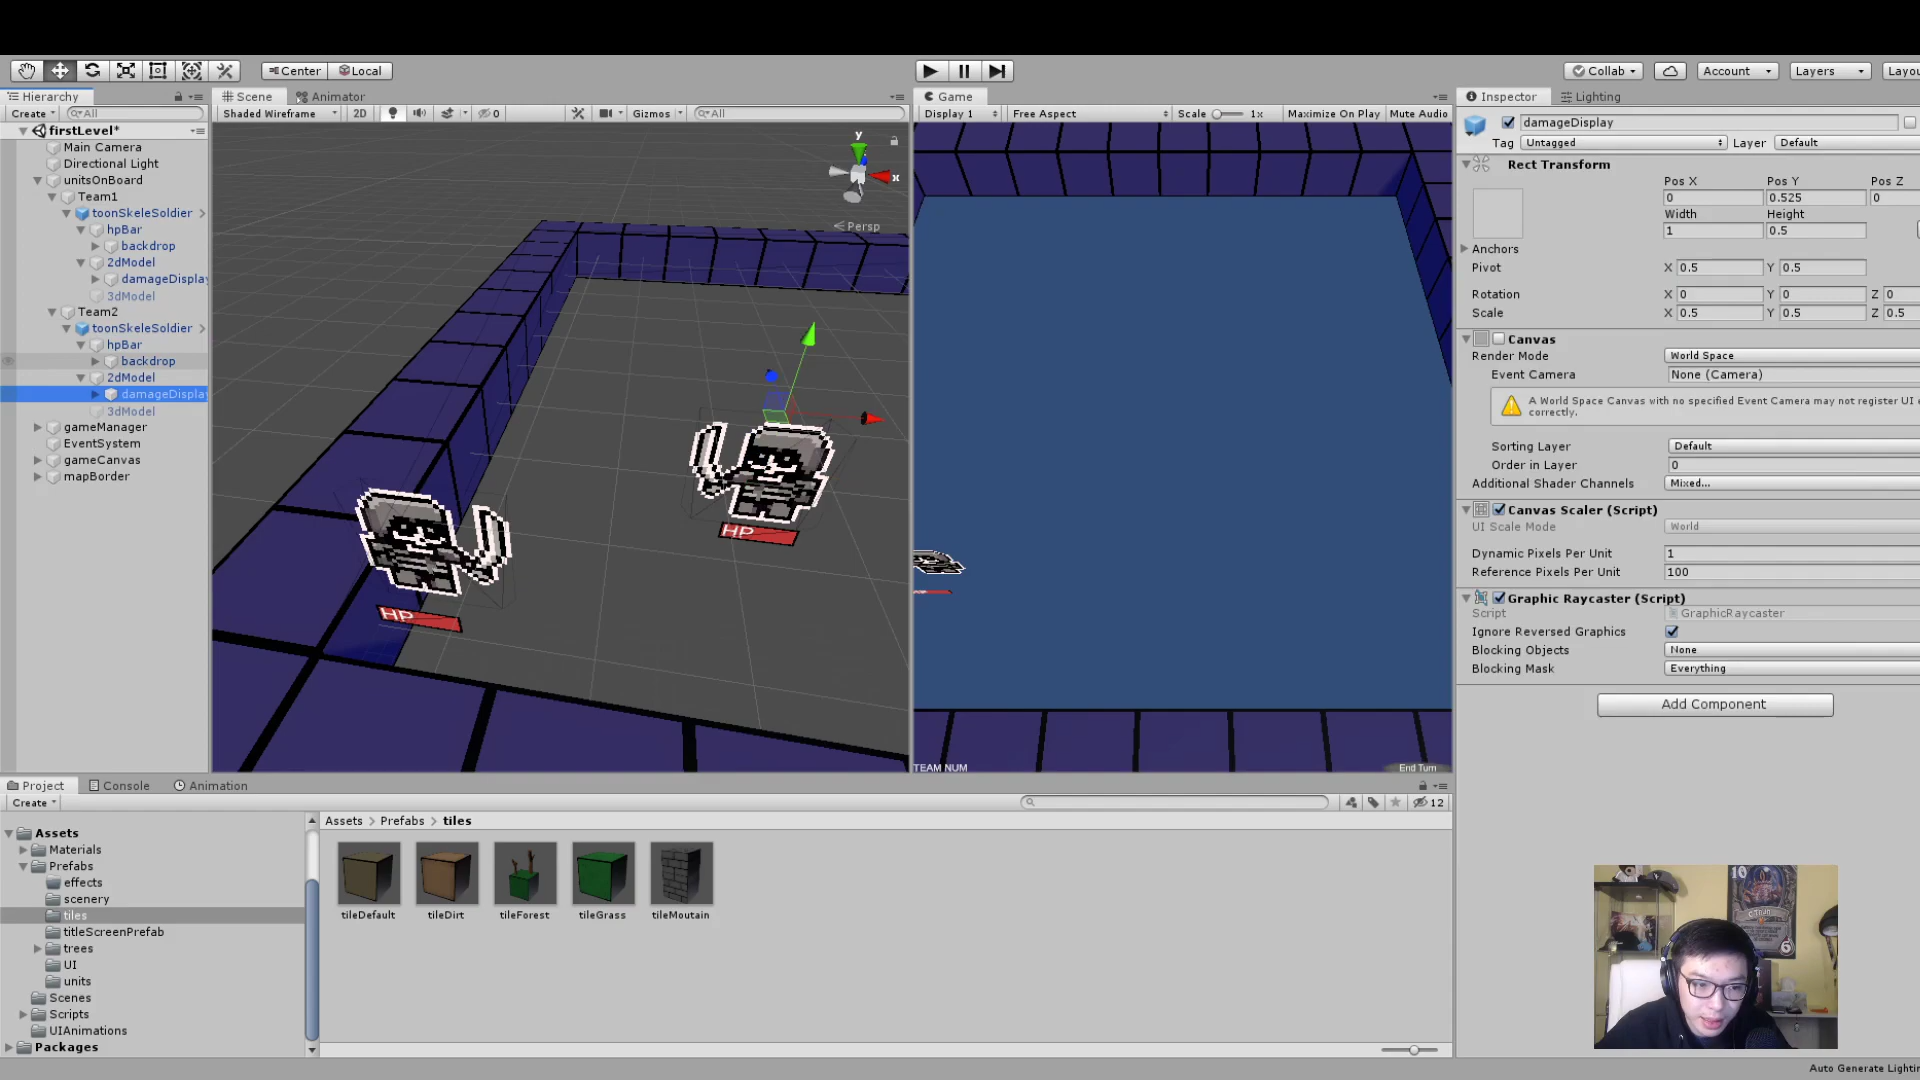 Center
Local
Collab
Account
Layers
Layou
Hierarchy
Create
All
firstLevel*
Main Camera
Directional Light
unitsOnBoard
Team1
toonSkeleSoldier
hpBar
backdrop
2dModel
damageDisplay
3dModel
Team2
toonSkeleSoldier
hpBar
backdrop
2dModel
damageDisplay
3dModel
gameManager
EventSystem
gameCanvas
mapBorder
Scene
Animator
Shaded Wireframe
2D
0
Gizmos
All
y
x
Persp
HP
HP
Game
Display 1
Free Aspect
Scale
1x
Maximize On Play
Mute Audio
TEAM NUM
End Turn
Inspector
Lighting
damageDisplay
Tag Untagged Layer Default
Rect Transform
Pos X Pos Y Pos Z
0 0.525 0
Width Height
1 0.5
Anchors
Pivot X 0.5 Y 0.5
Rotation X 0 Y 0 Z 0
Scale X 0.5 Y 0.5 Z 0.5
Canvas
Render Mode World Space
Event Camera None (Camera)
A World Space Canvas with no specified Event Camera may not register UI e
correctly.
Sorting Layer Default
Order in Layer 0
Additional Shader Channels Mixed...
Canvas Scaler (Script)
UI Scale Mode World
Dynamic Pixels Per Unit 1
Reference Pixels Per Unit 100
Graphic Raycaster (Script)
Script GraphicRaycaster
Ignore Reversed Graphics
Blocking Objects None
Blocking Mask Everything
Add Component
Project
Console
Animation
Create
12
Assets
Materials
Prefabs
effects
scenery
tiles
titleScreenPrefab
trees
UI
units
Scenes
Scripts
UIAnimations
Packages
Assets > Prefabs > tiles
tileDefault
tileDirt
tileForest
tileGrass
tileMoutain
10
C'Thun
6
Auto Generate Lightin